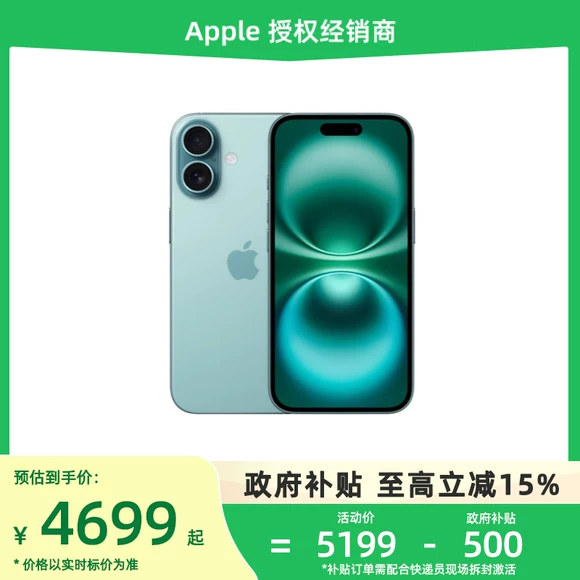 Apple 授权经销商
预估到手价：
¥ 4699 起
*价格以实时标价为准
政府补贴 至高立减15%
活动价 政府补贴
= 5199 - 500
*补贴订单需配合快递员现场拆封激活